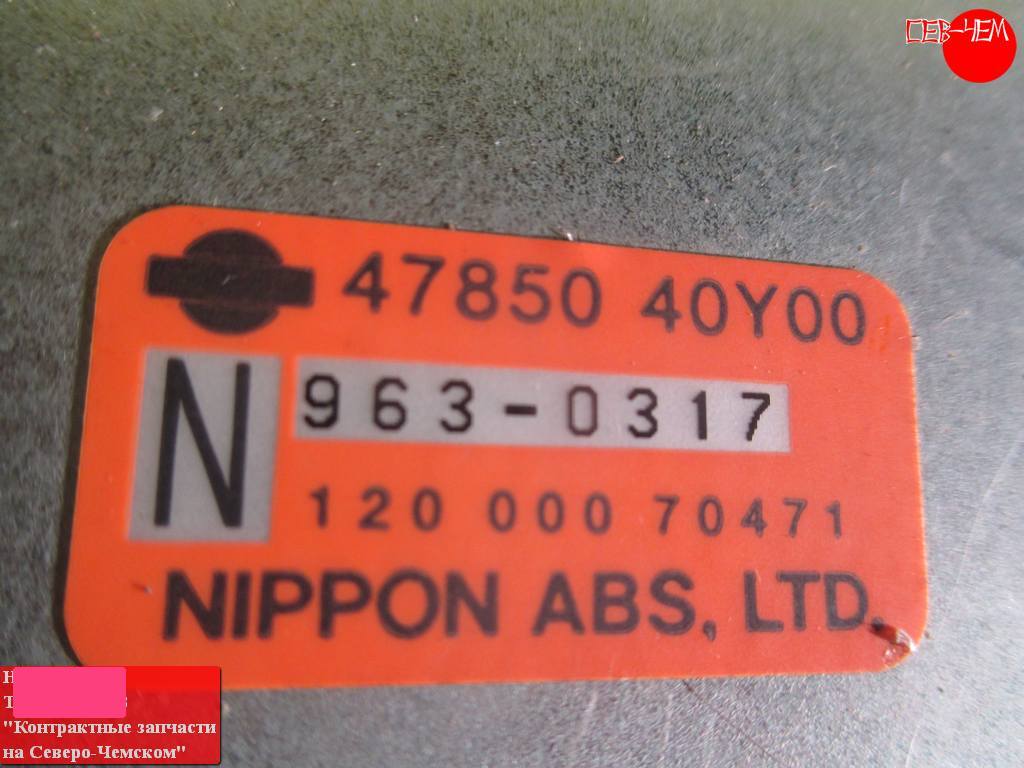 СЕВ-ЧЕМ
47850 40Y00
N
963-0317
120 000 70471
NIPPON ABS, LTD.
"Контрактные запчасти
на Северо-Чемском"